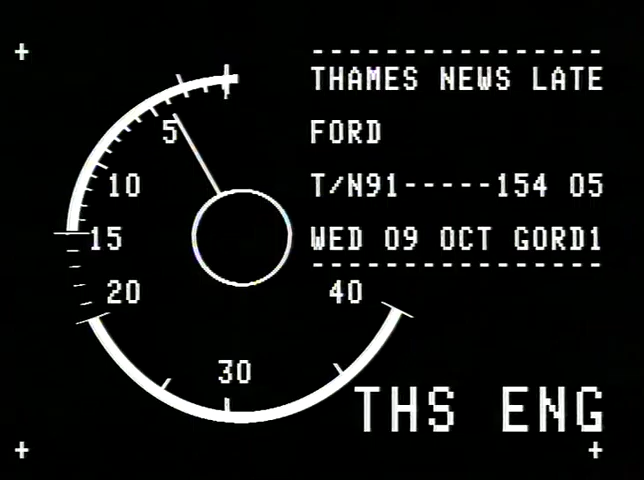 ----------------
THAMES NEWS LATE
FORD
T/N91-----154 05
WED 09 OCT GORD1
----------------
5
10
15
20
30
40
THS ENG